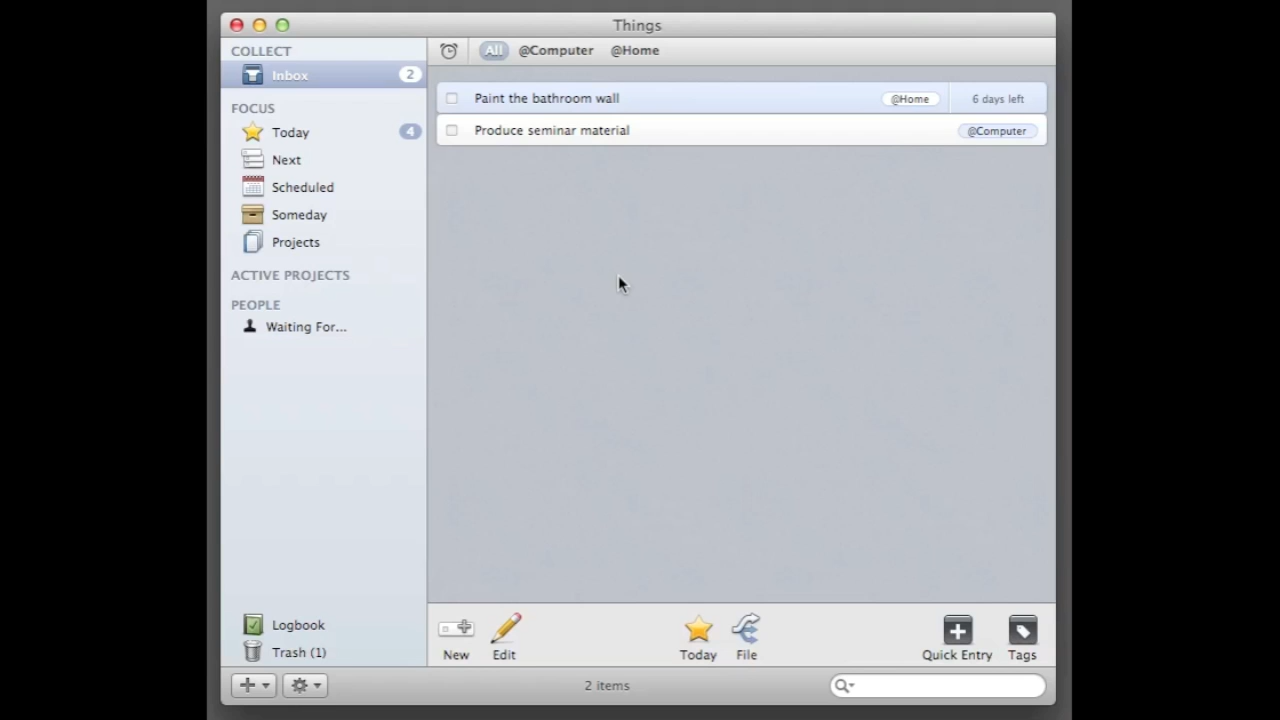 Things
COLLECT
Inbox 2
FOCUS
Today 4
Next
Scheduled
Someday
Projects
ACTIVE PROJECTS
PEOPLE
Waiting For...
Logbook
Trash (1)
All @Computer @Home
Paint the bathroom wall @Home 6 days left
Produce seminar material @Computer
New Edit Today File Quick Entry Tags
2 items